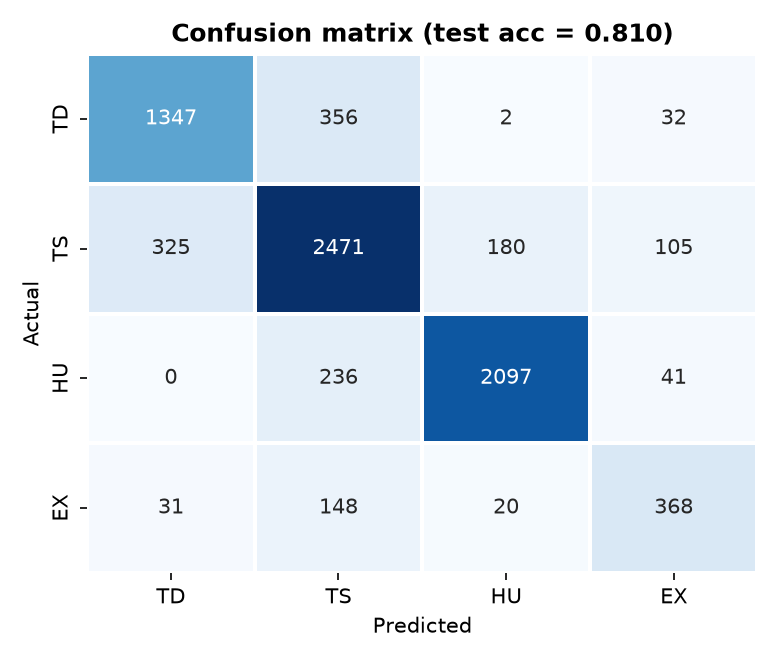 Confusion matrix (test acc = 0.810)
Actual
TD 1347 356 2 32
TS 325 2471 180 105
HU 0 236 2097 41
EX 31 148 20 368
TD TS HU EX
Predicted